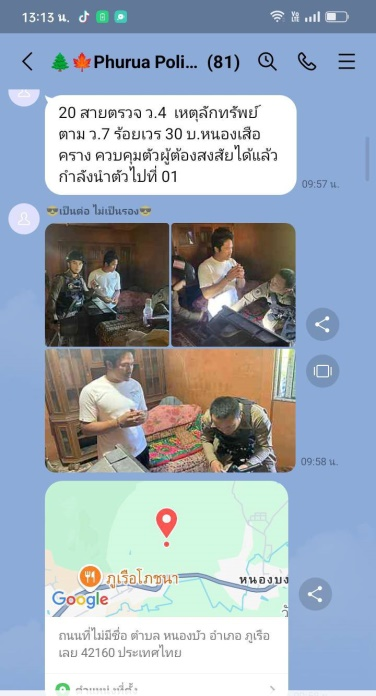 13:13 น.
Phurua Poli... (81)
20 สายตรวจ ว.4 เหตุลักทรัพย์
ตาม ว.7 ร้อยเวร 30 บ.หนองเสือ
คราง ควบคุมตัวผู้ต้องสงสัยได้แล้ว
กำลังนำตัวไปที่ 01
09:57 น.
เป็นต่อ ไม่เป็นรอง
09:58 น.
ภูเรือโภชนา
หนองบง
Google
ถนนที่ไม่มีชื่อ ตำบล หนองบัว อำเภอ ภูเรือ
เลย 42160 ประเทศไทย